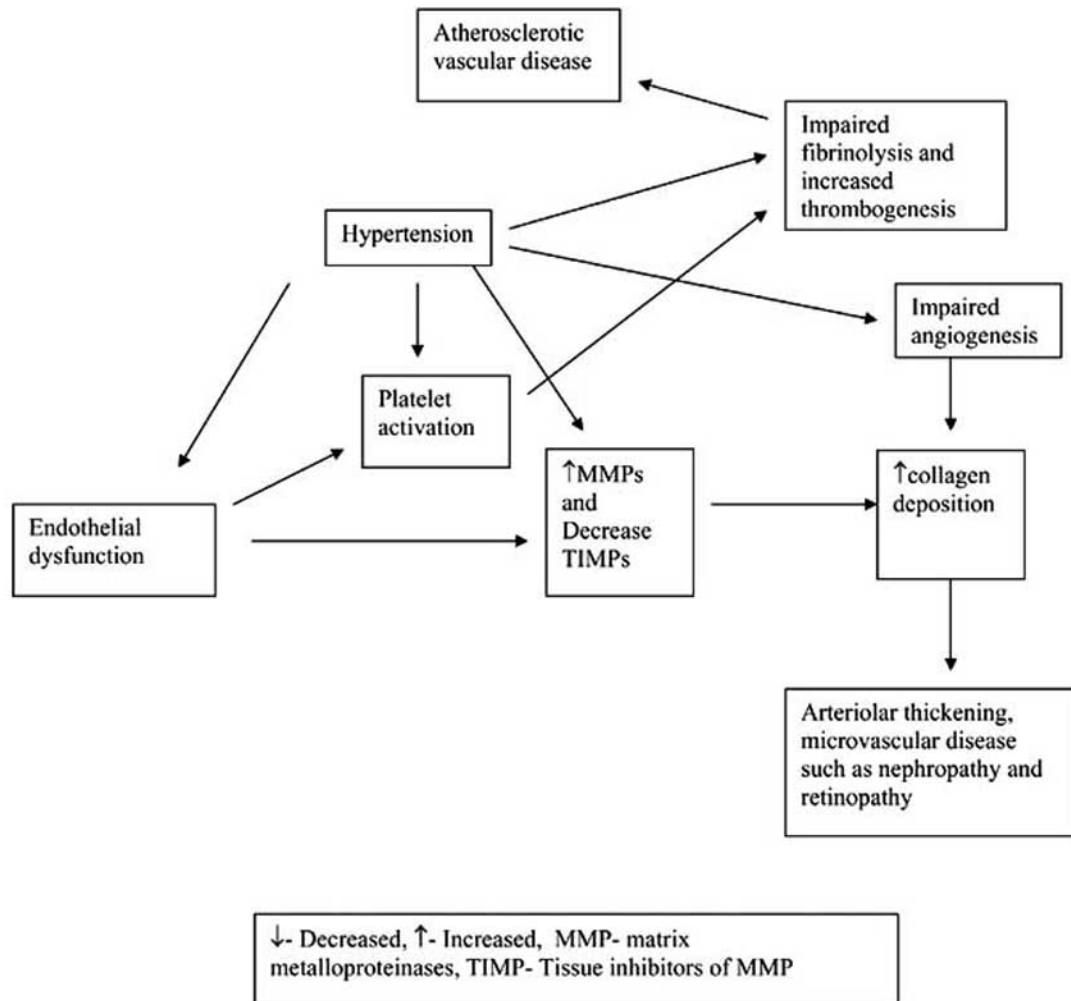 Atherosclerotic
vascular disease
Impaired
fibrinolysis and
increased
thrombogenesis
Hypertension
Impaired
angiogenesis
Platelet
activation
↑MMPs
and
Decrease
TIMPs
↑collagen
deposition
Endothelial
dysfunction
Arteriolar thickening,
microvascular disease
such as nephropathy and
retinopathy
↓- Decreased, ↑- Increased, MMP- matrix
metalloproteinases, TIMP- Tissue inhibitors of MMP